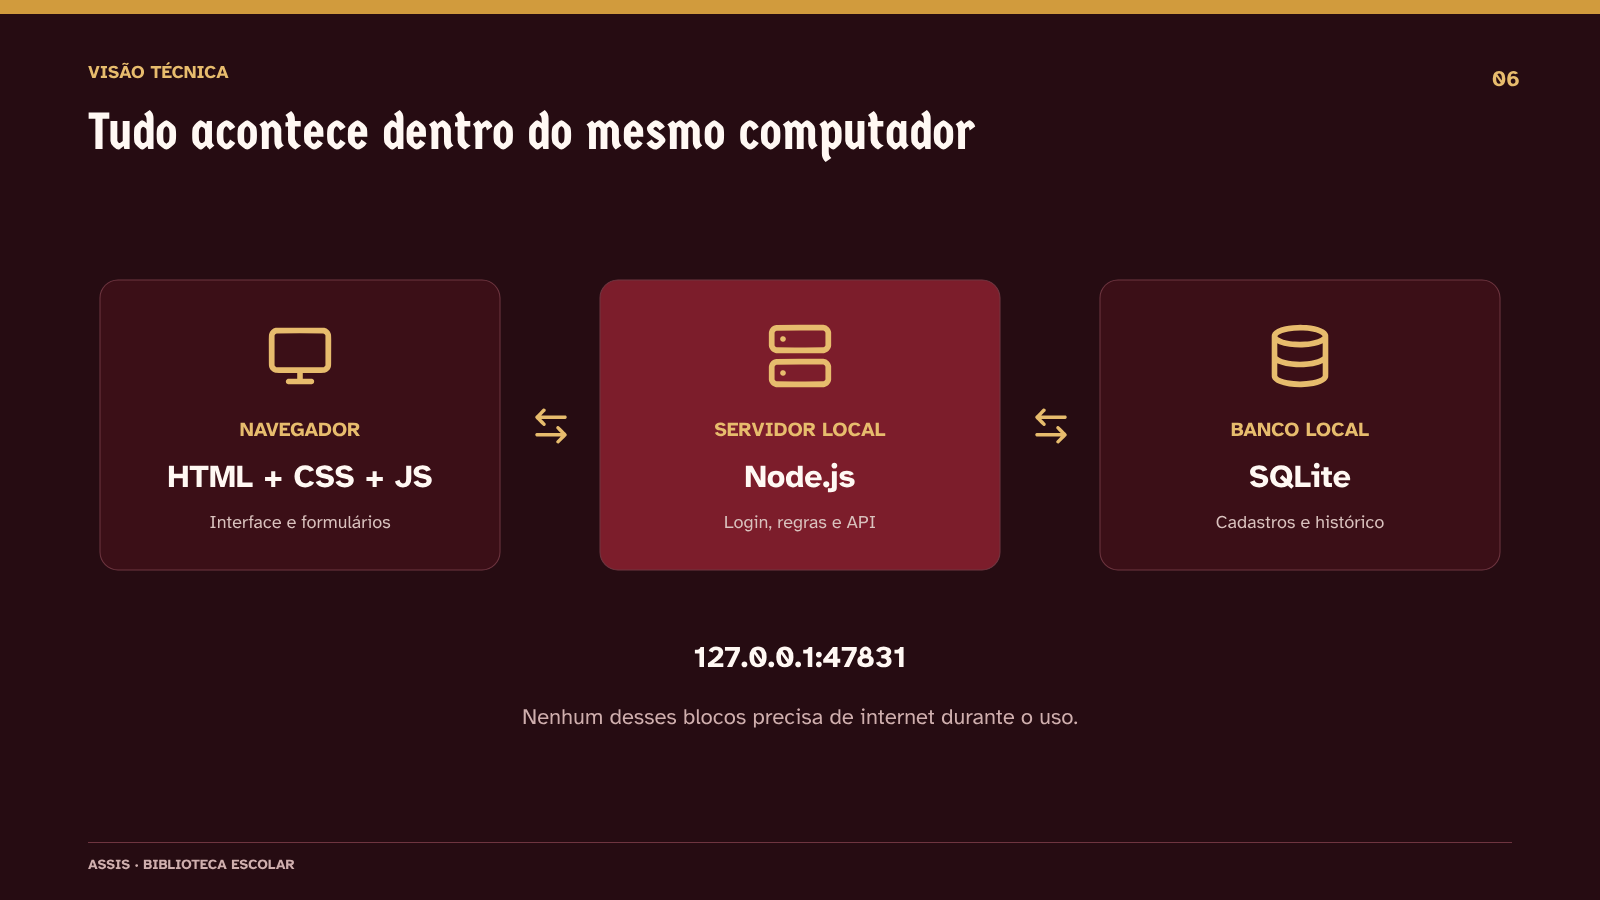 VISÃO TÉCNICA
06
Tudo acontece dentro do mesmo computador
NAVEGADOR
HTML + CSS + JS
Interface e formulários
SERVIDOR LOCAL
Node.js
Login, regras e API
BANCO LOCAL
SQLite
Cadastros e histórico
127.0.0.1:47831
Nenhum desses blocos precisa de internet durante o uso.
ASSIS · BIBLIOTECA ESCOLAR